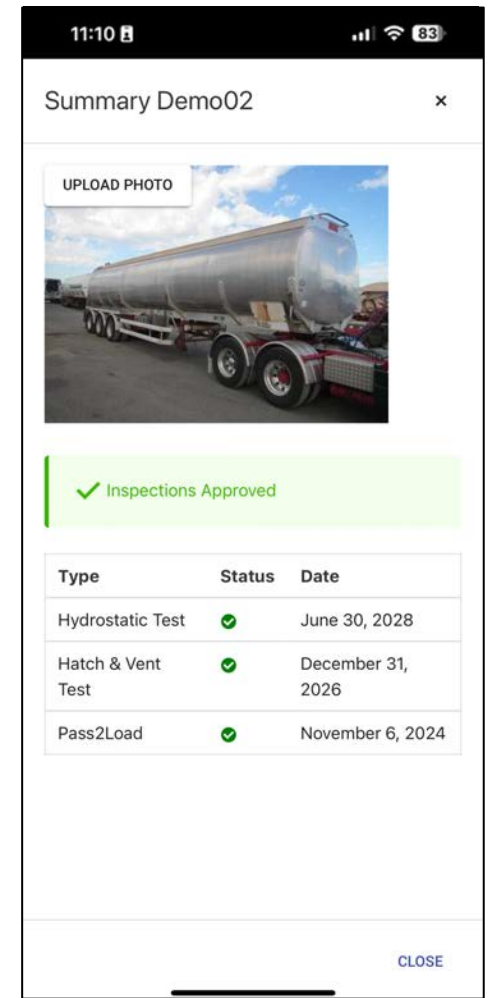 11:10
83
Summary Demo02
×
UPLOAD PHOTO
Inspections Approved
Type Status Date
Hydrostatic Test June 30, 2028
Hatch & Vent December 31,
Test 2026
Pass2Load November 6, 2024
CLOSE